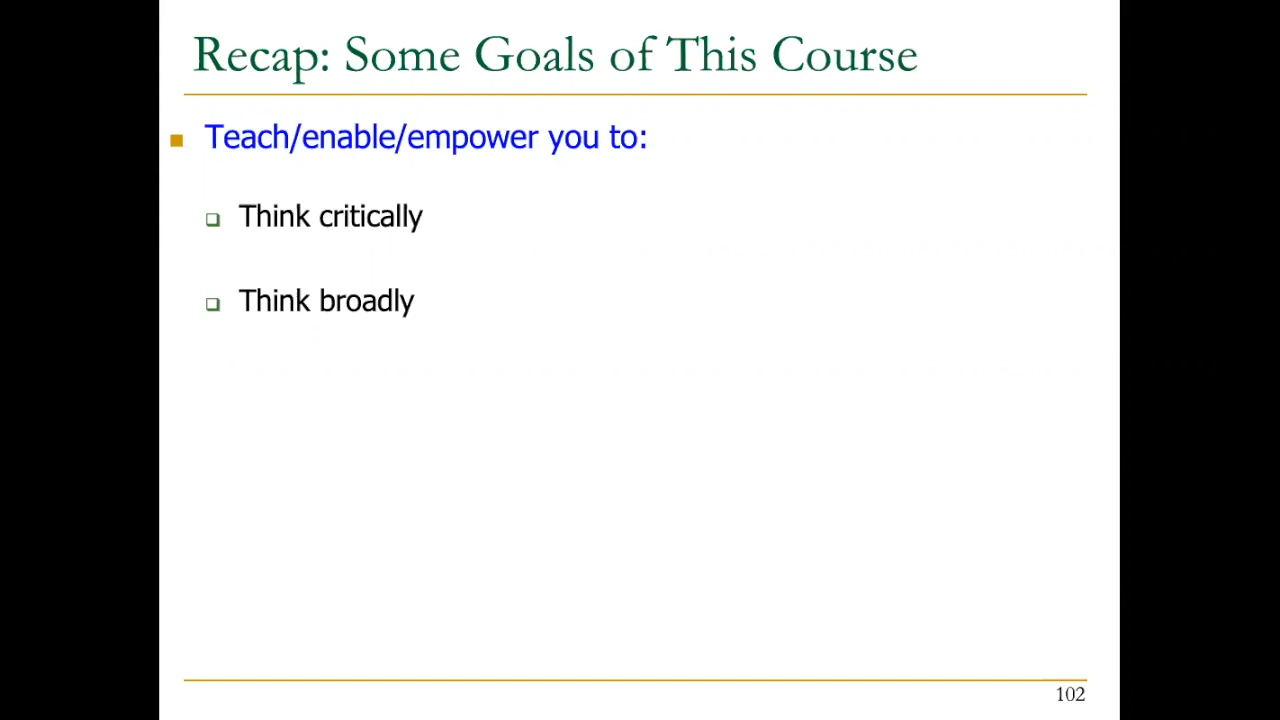 Recap: Some Goals of This Course
Teach/enable/empower you to:
Think critically
Think broadly
102